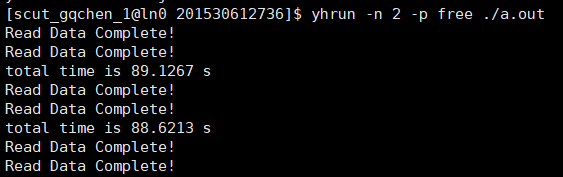 [scut_gqchen_1@ln0 201530612736]$ yhrun -n 2 -p free ./a.out
Read Data Complete!
Read Data Complete!
total time is 89.1267 s
Read Data Complete!
Read Data Complete!
total time is 88.6213 s
Read Data Complete!
Read Data Complete!